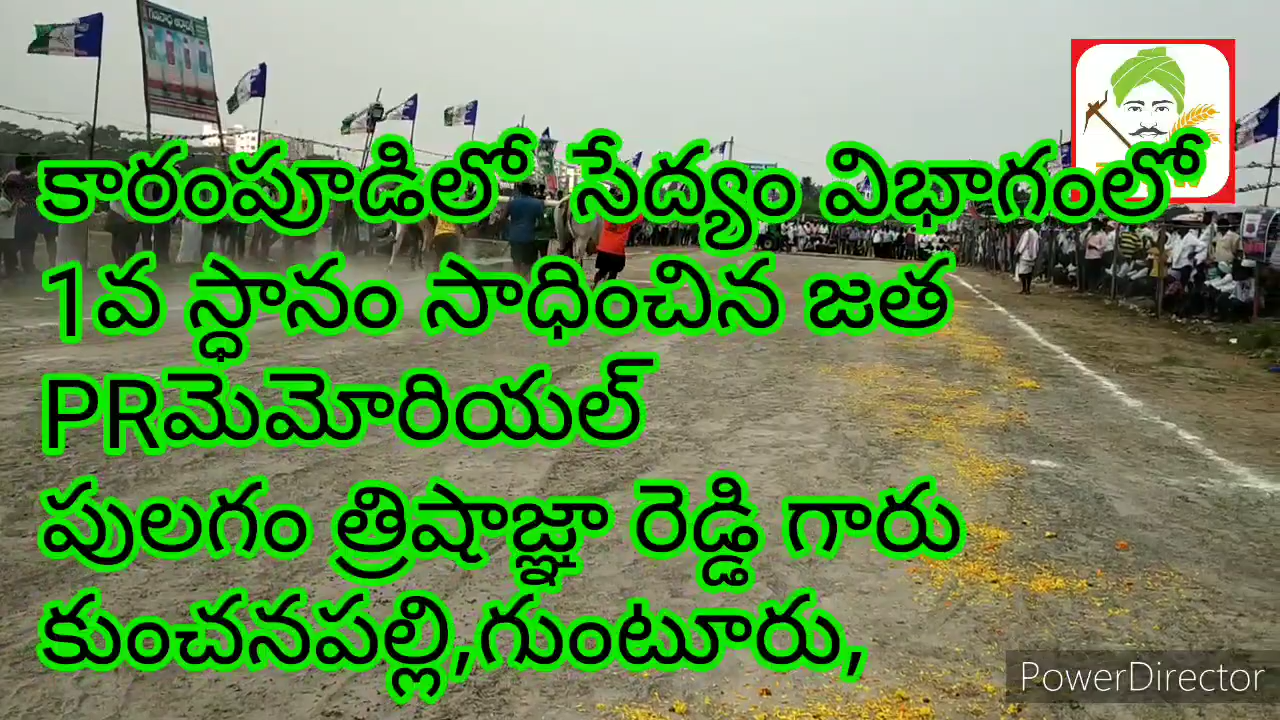 కారంపూడిలో సేద్యం విభాగంలో
1వ స్థానం సాధించిన జత
PRమెమోరియల్
పులగం త్రిషాజ్ఞా రెడ్డి గారు
కుంచనపల్లి,గుంటూరు,
PowerDirector